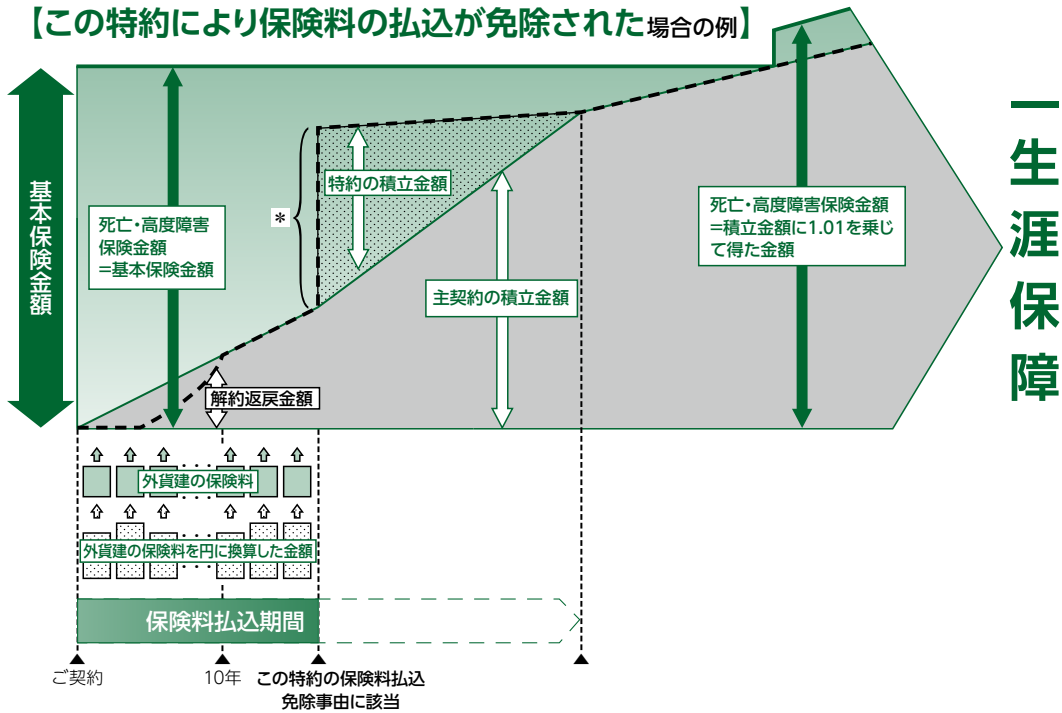 【この特約により保険料の払込が免除された場合の例】
基本保険金額
死亡・高度障害
保険金額
=基本保険金額
*
特約の積立金額
主契約の積立金額
死亡・高度障害保険金額
=積立金額に1.01を乗じ
て得た金額
一生涯保障
解約返戻金額
外貨建の保険料
外貨建の保険料を円に換算した金額
保険料払込期間
ご契約
10年
この特約の保険料払込
免除事由に該当